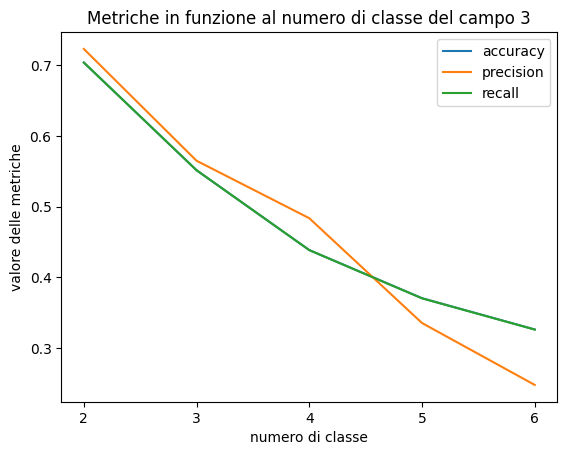 Metriche in funzione al numero di classe del campo 3
accuracy
precision
recall
valore delle metriche
0.7
0.6
0.5
0.4
0.3
2 3 4 5 6
numero di classe